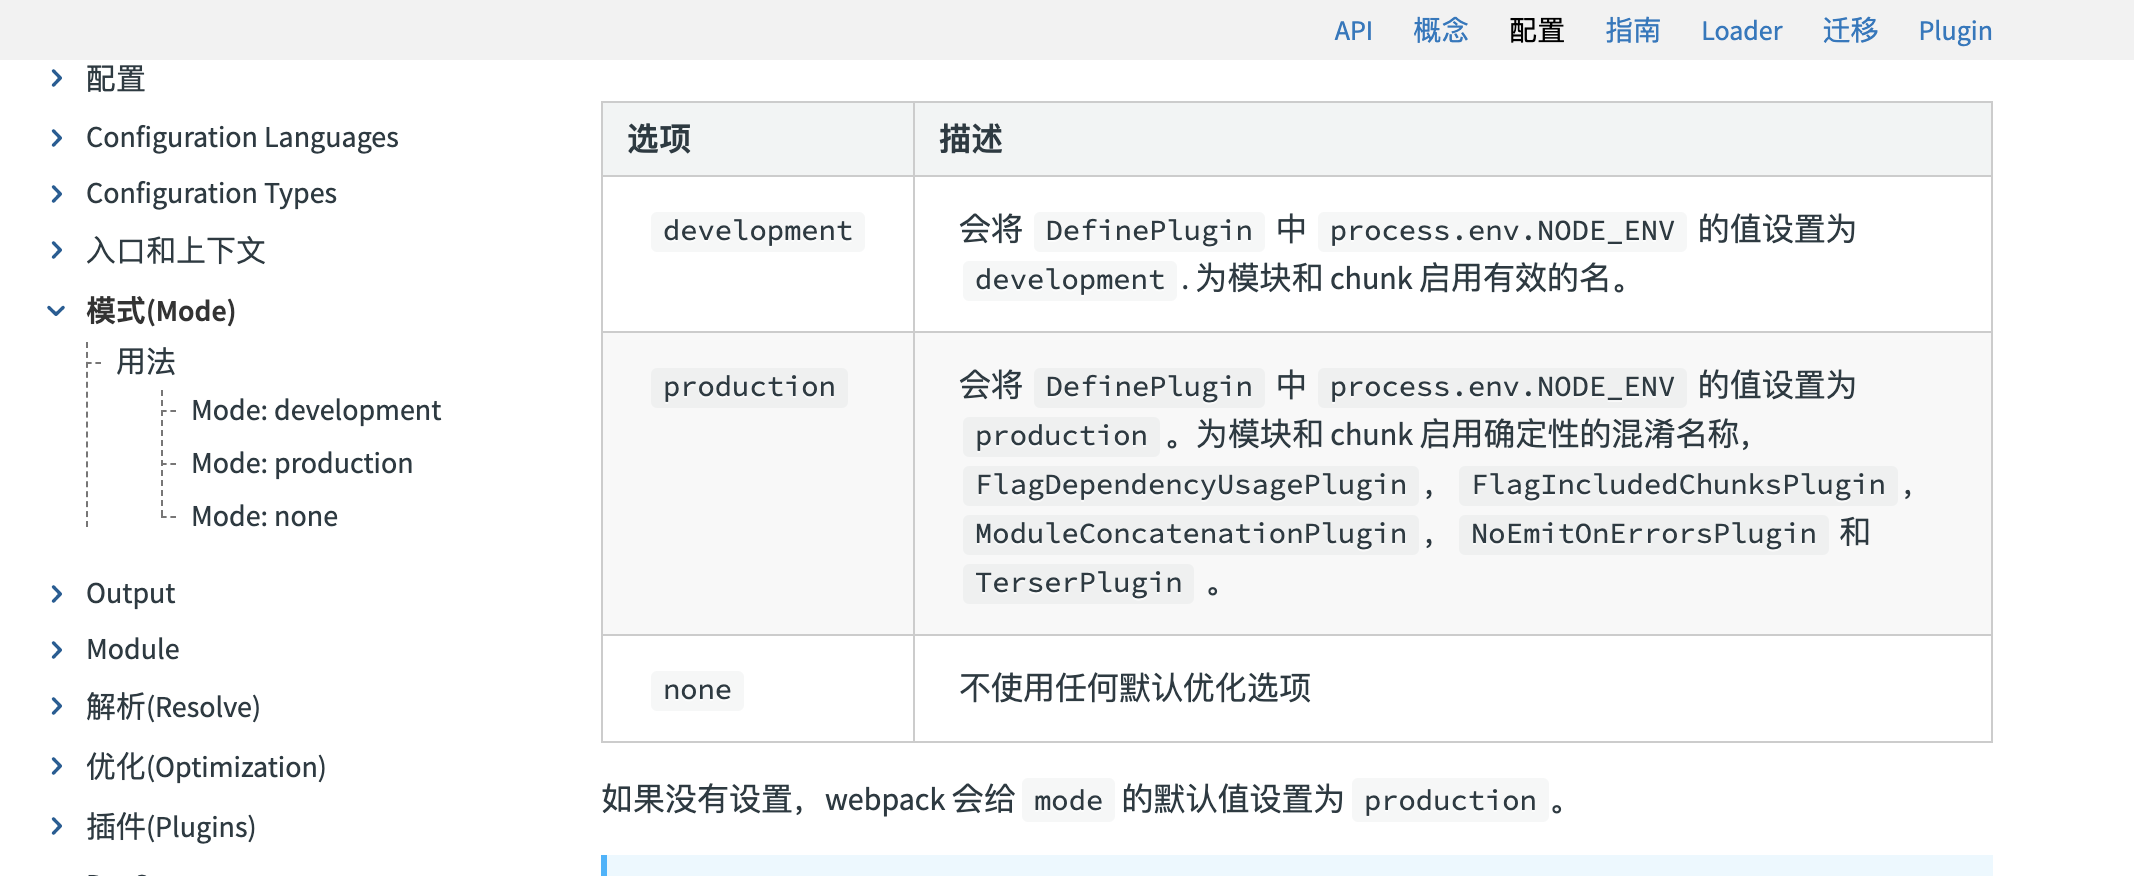 API 概念 配置 指南 Loader 迁移 Plugin
配置
Configuration Languages
Configuration Types
入口和上下文
模式(Mode)
用法
Mode: development
Mode: production
Mode: none
Output
Module
解析(Resolve)
优化(Optimization)
插件(Plugins)
选项 描述
development 会将 DefinePlugin 中 process.env.NODE_ENV 的值设置为
development . 为模块和 chunk 启用有效的名。
production 会将 DefinePlugin 中 process.env.NODE_ENV 的值设置为
production 。为模块和 chunk 启用确定性的混淆名称，
FlagDependencyUsagePlugin ， FlagIncludedChunksPlugin ，
ModuleConcatenationPlugin ， NoEmitOnErrorsPlugin 和
TerserPlugin 。
none 不使用任何默认优化选项
如果没有设置，webpack 会给 mode 的默认值设置为 production 。